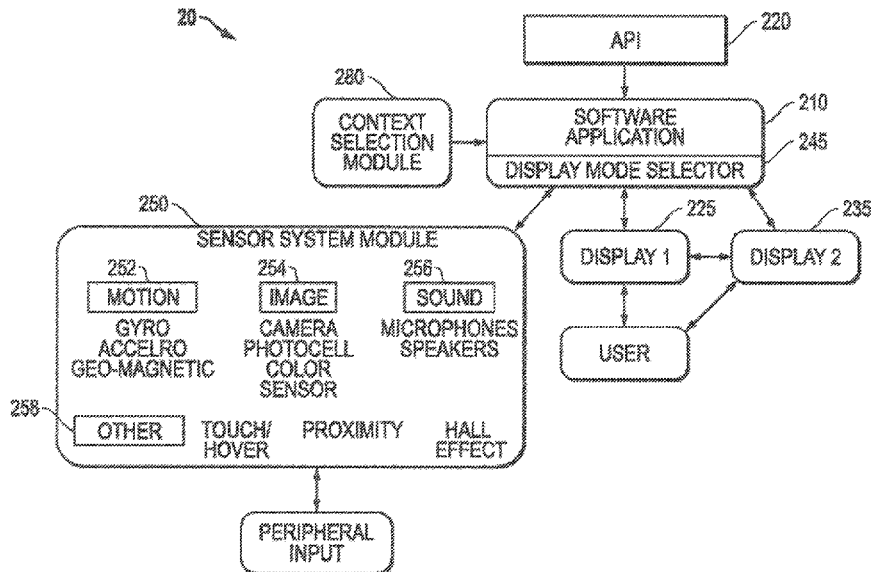 20
API
220
280
CONTEXT
SELECTION
MODULE
SOFTWARE
APPLICATION
210
DISPLAY MODE SELECTOR
245
250
SENSOR SYSTEM MODULE
225
235
DISPLAY 1
DISPLAY 2
USER
252
MOTION
GYRO
ACCELRO
GEO-MAGNETIC
254
IMAGE
CAMERA
PHOTOCELL
COLOR
SENSOR
256
SOUND
MICROPHONES
SPEAKERS
258
OTHER
TOUCH/
HOVER
PROXIMITY
HALL
EFFECT
PERIPHERAL
INPUT